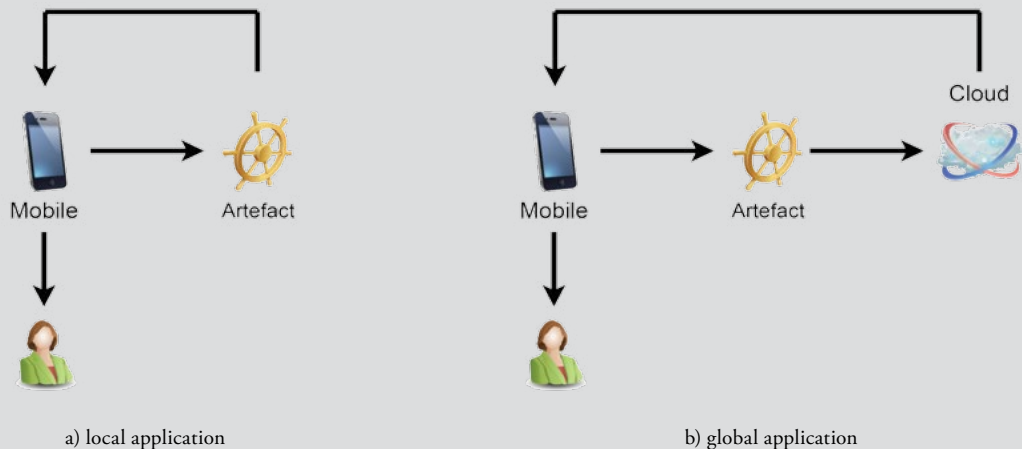 Mobile
Artefact
a) local application
Cloud
Mobile
Artefact
b) global application